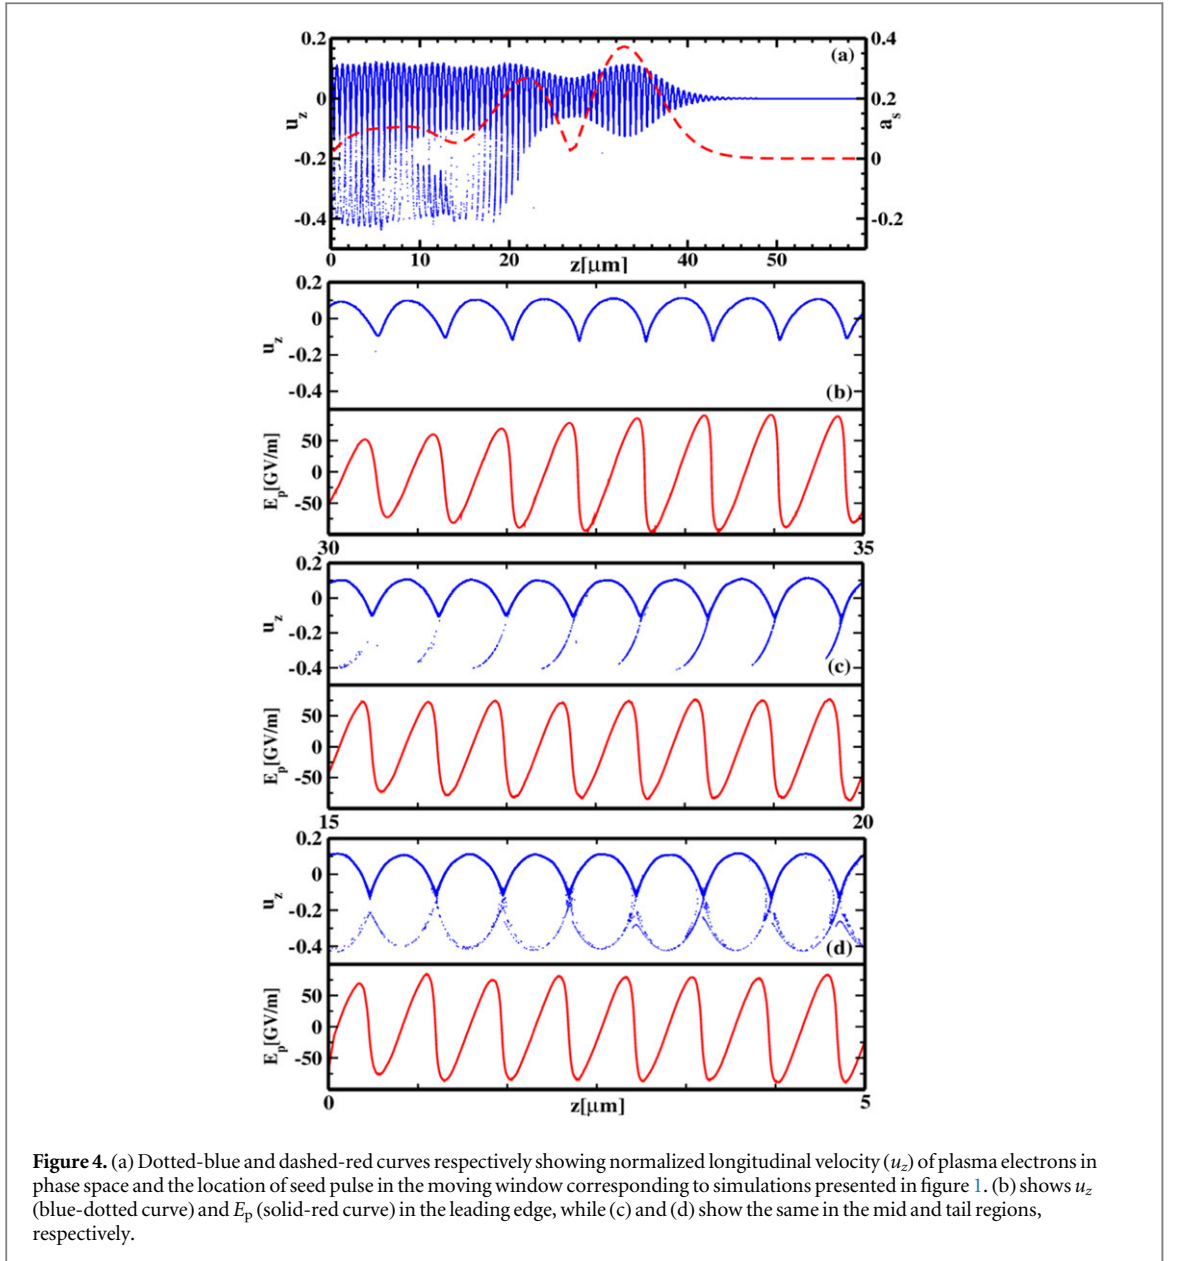 (a)
0.2
0
-0.2
-0.4
u_z
0.4
0.2
0
-0.2
a_s
0 10 20 z[μm] 40 50
0.2
0
-0.2
-0.4
u_z
(b)
50
0
-50
E_p[GV/m]
30 35
0.2
0
-0.2
-0.4
u_z
(c)
50
0
-50
E_p[GV/m]
15 20
0.2
0
-0.2
-0.4
u_z
(d)
50
0
-50
E_p[GV/m]
0 z[μm] 5
Figure 4. (a) Dotted-blue and dashed-red curves respectively showing normalized longitudinal velocity (u_z) of plasma electrons in
phase space and the location of seed pulse in the moving window corresponding to simulations presented in figure 1. (b) shows u_z
(blue-dotted curve) and E_p (solid-red curve) in the leading edge, while (c) and (d) show the same in the mid and tail regions,
respectively.